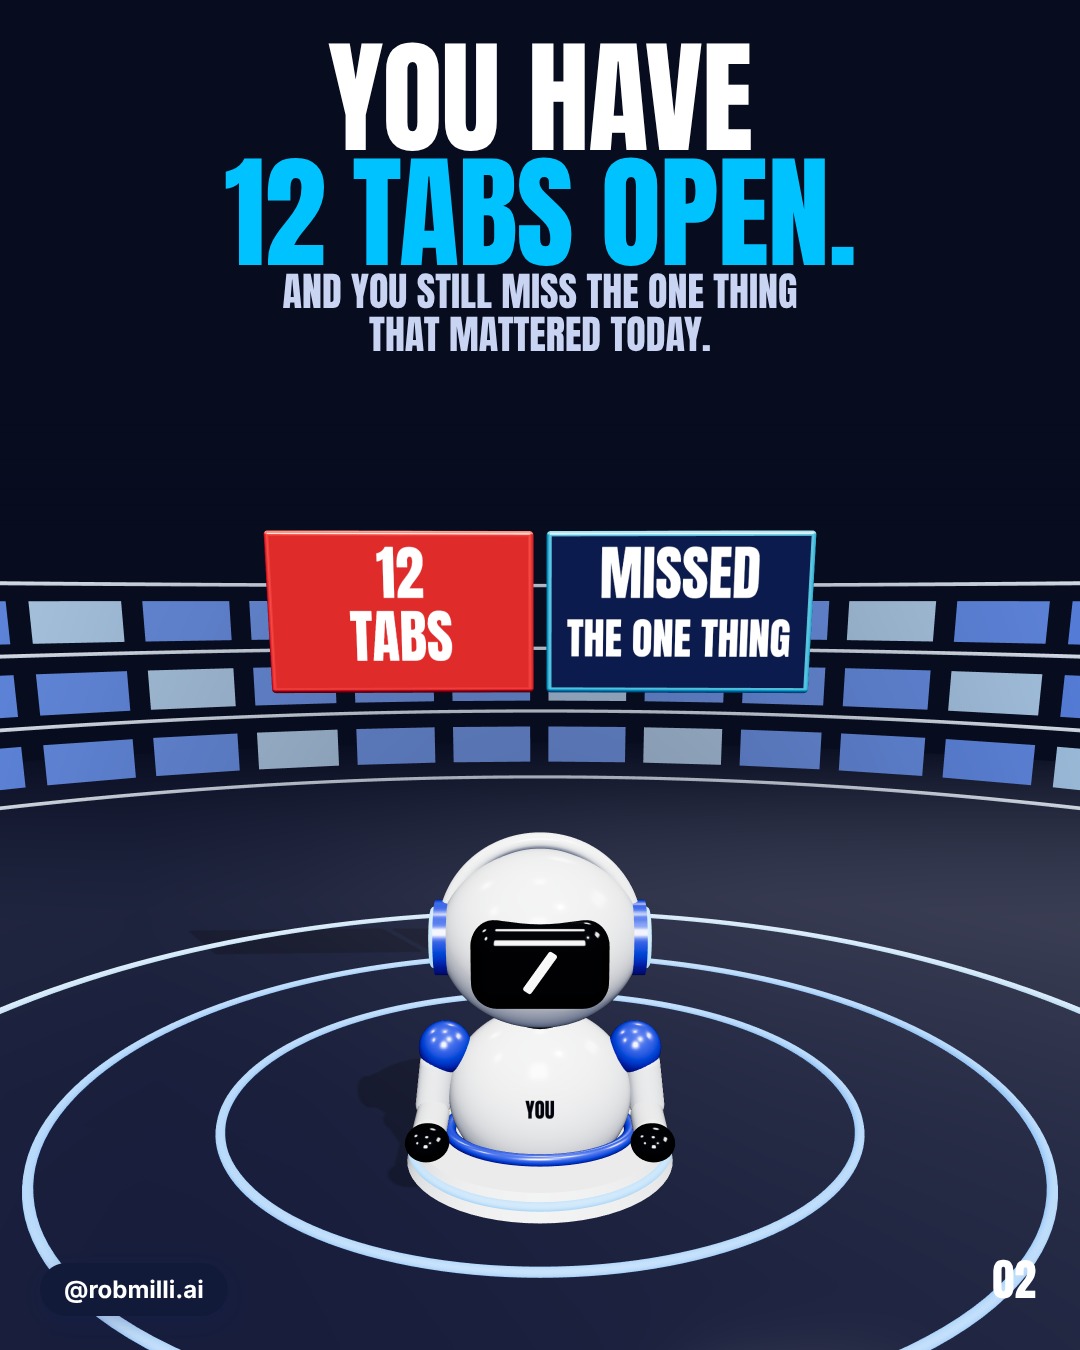 YOU HAVE
12 TABS OPEN.
AND YOU STILL MISS THE ONE THING
THAT MATTERED TODAY.
12
TABS
MISSED
THE ONE THING
YOU
@robmilli.ai
02